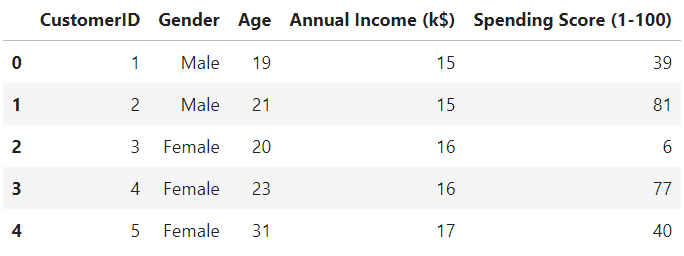 CustomerID Gender Age Annual Income (k$) Spending Score (1-100)
0 1 Male 19 15 39
1 2 Male 21 15 81
2 3 Female 20 16 6
3 4 Female 23 16 77
4 5 Female 31 17 40